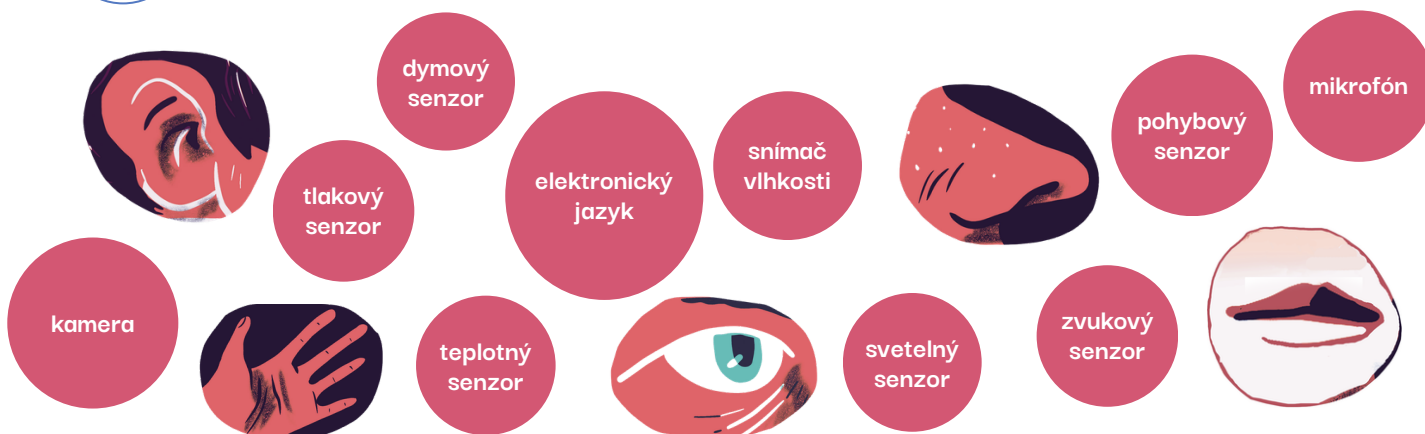 dymový
senzor
mikrofón
pohybový
senzor
snímač
vlhkosti
elektronický
jazyk
tlakový
senzor
kamera
zvukový
senzor
teplotný
senzor
svetelný
senzor